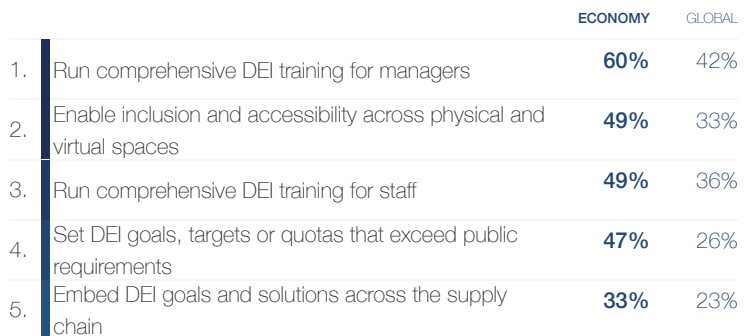 ECONOMY GLOBAL
1. Run comprehensive DEI training for managers 60% 42%
2. Enable inclusion and accessibility across physical and
virtual spaces 49% 33%
3. Run comprehensive DEI training for staff 49% 36%
4. Set DEI goals, targets or quotas that exceed public
requirements 47% 26%
5. Embed DEI goals and solutions across the supply
chain 33% 23%